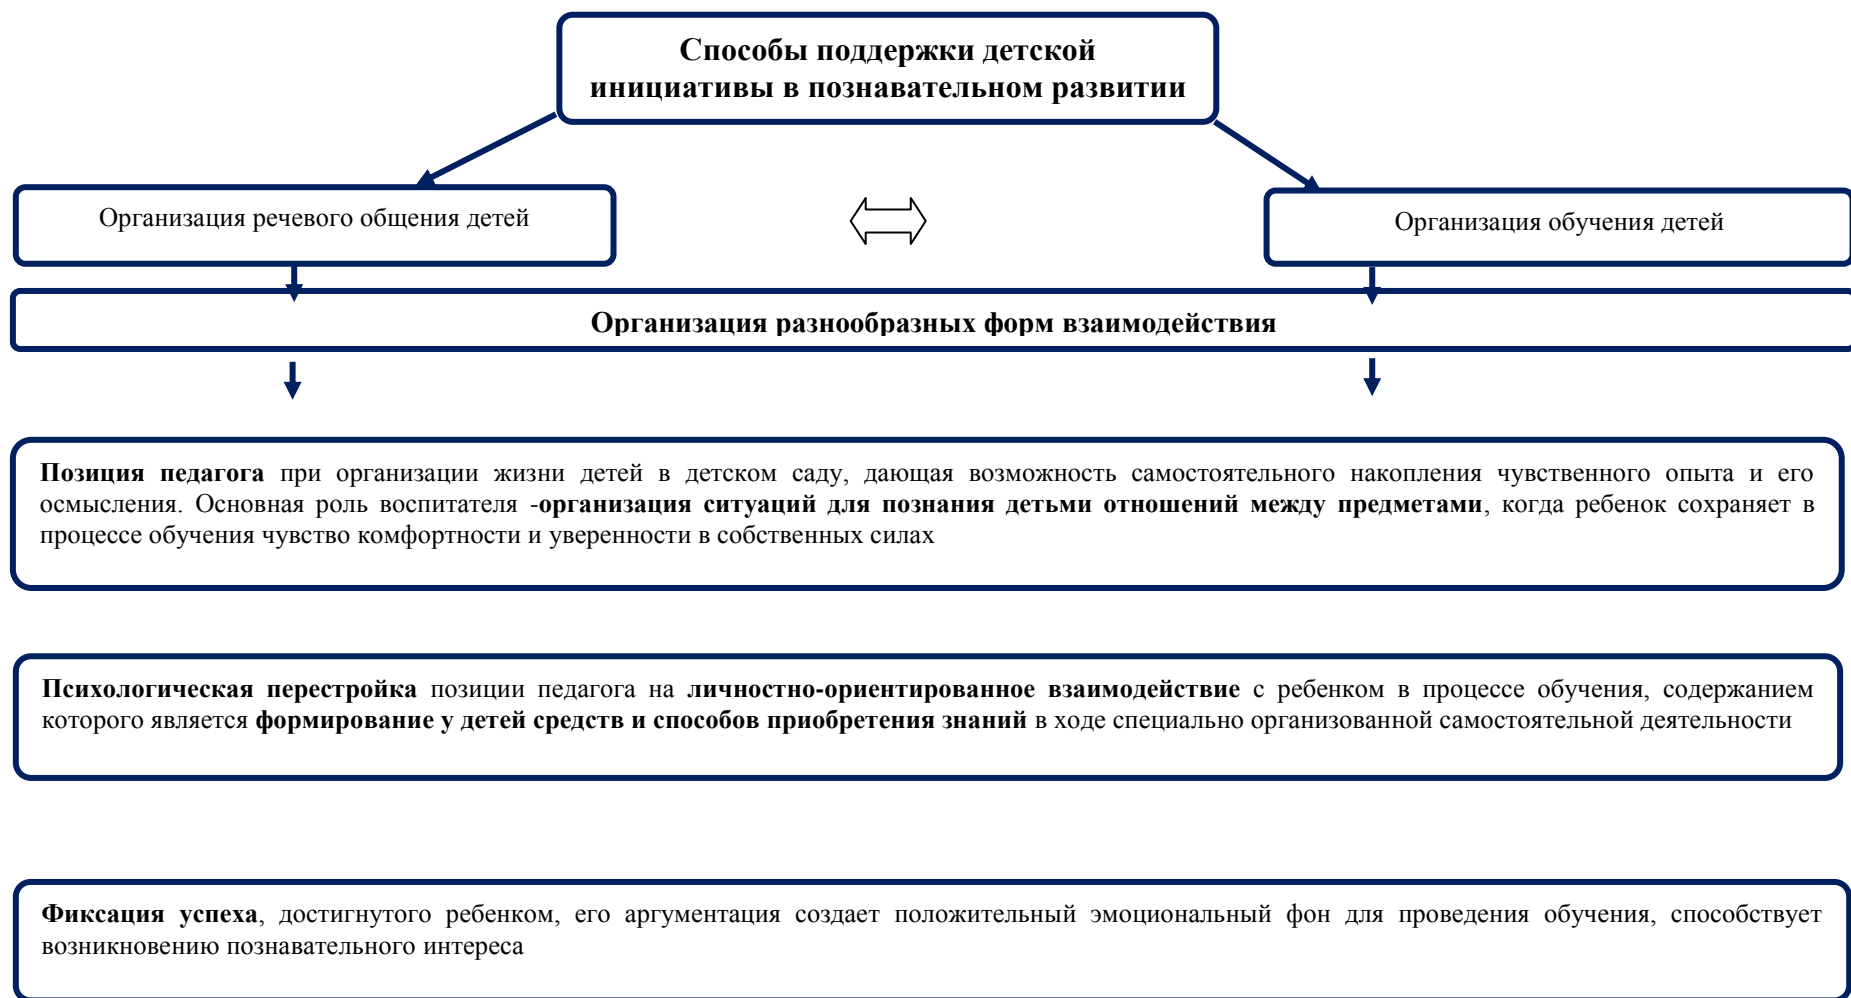 Способы поддержки детской
инициативы в познавательном развитии
Организация речевого общения детей
Организация обучения детей
Организация разнообразных форм взаимодействия
Позиция педагога при организации жизни детей в детском саду, дающая возможность самостоятельного накопления чувственного опыта и его
осмысления. Основная роль воспитателя -организация ситуаций для познания детьми отношений между предметами, когда ребенок сохраняет в
процессе обучения чувство комфортности и уверенности в собственных силах
Психологическая перестройка позиции педагога на личностно-ориентированное взаимодействие с ребенком в процессе обучения, содержанием
которого является формирование у детей средств и способов приобретения знаний в ходе специально организованной самостоятельной деятельности
Фиксация успеха, достигнутого ребенком, его аргументация создает положительный эмоциональный фон для проведения обучения, способствует
возникновению познавательного интереса